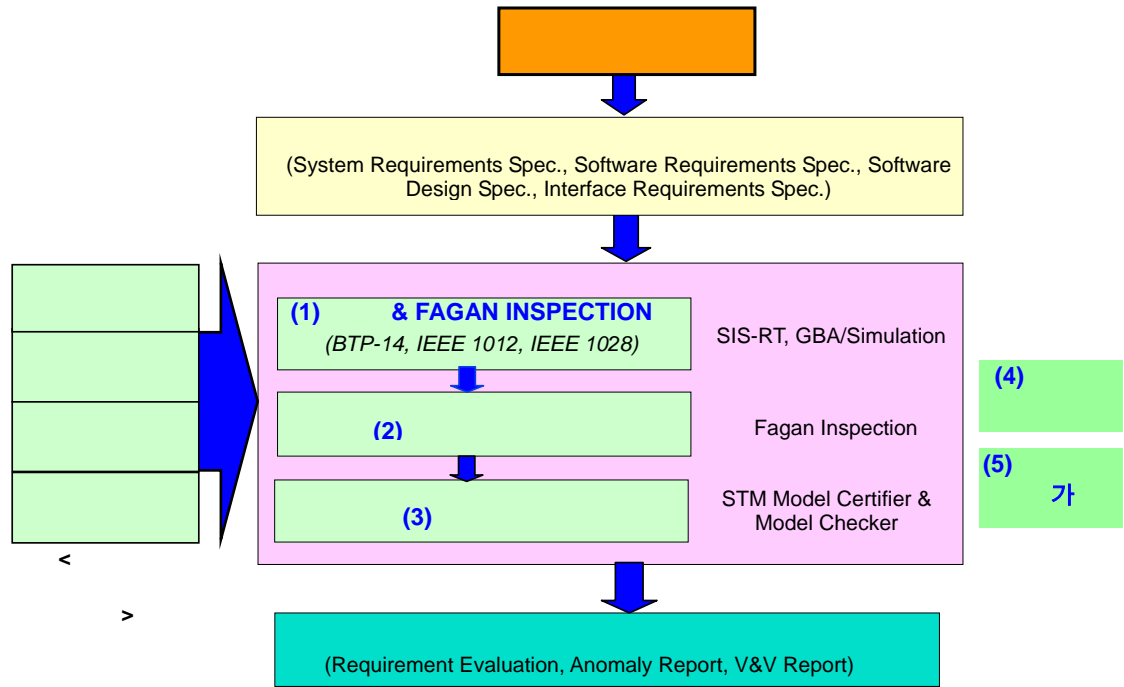 (System Requirements Spec., Software Requirements Spec., Software
Design Spec., Interface Requirements Spec.)
(1) & FAGAN INSPECTION
(BTP-14, IEEE 1012, IEEE 1028)
SIS-RT, GBA/Simulation
(2)
Fagan Inspection
(3)
STM Model Certifier &
Model Checker
(4)
(5)
가
<
>
(Requirement Evaluation, Anomaly Report, V&V Report)